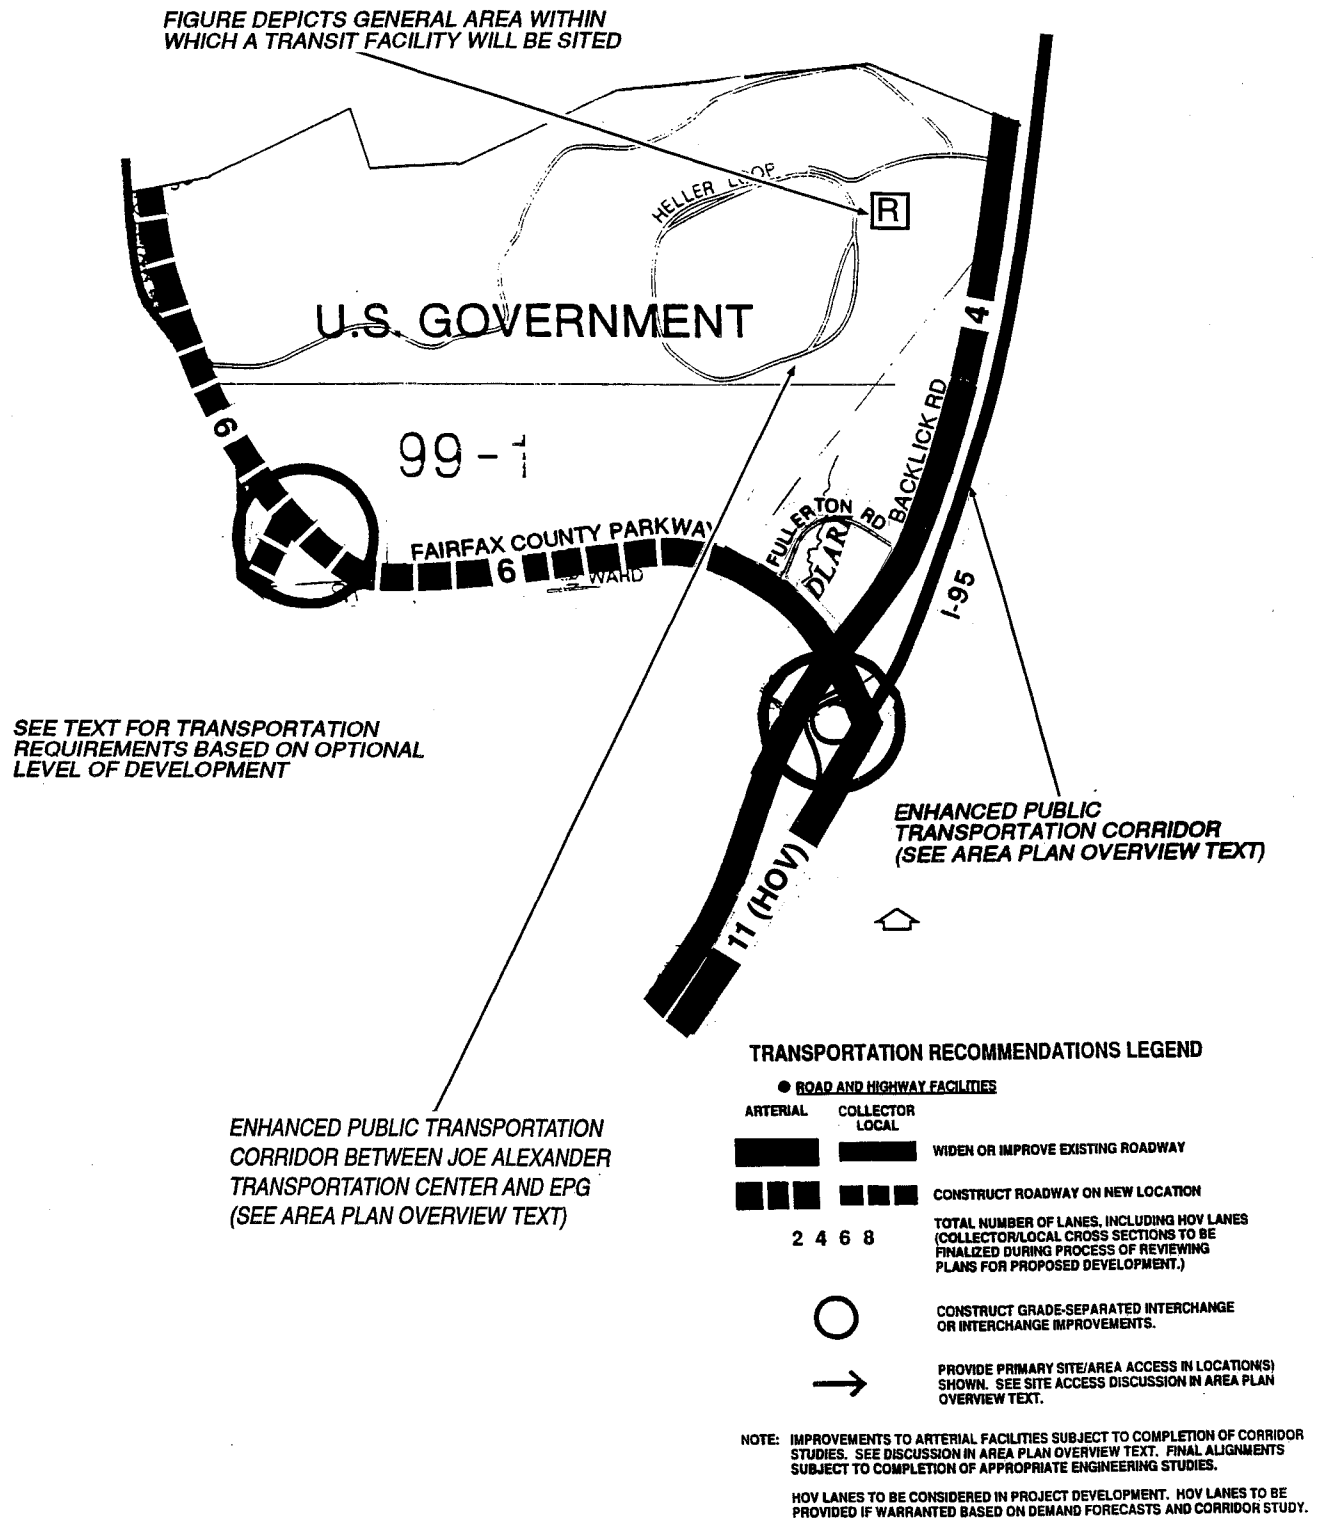 FIGURE DEPICTS GENERAL AREA WITHIN
WHICH A TRANSIT FACILITY WILL BE SITED
HELLER LOOP
R
U.S. GOVERNMENT
4
6
99-1
BACKLICK RD
FULLERTON RD
FAIRFAX COUNTY PARKWAY
6
WARD
I-95
SEE TEXT FOR TRANSPORTATION
REQUIREMENTS BASED ON OPTIONAL
LEVEL OF DEVELOPMENT
ENHANCED PUBLIC
TRANSPORTATION CORRIDOR
(SEE AREA PLAN OVERVIEW TEXT)
11 (HOV)
ENHANCED PUBLIC TRANSPORTATION
CORRIDOR BETWEEN JOE ALEXANDER
TRANSPORTATION CENTER AND EPG
(SEE AREA PLAN OVERVIEW TEXT)
TRANSPORTATION RECOMMENDATIONS LEGEND
● ROAD AND HIGHWAY FACILITIES
ARTERIAL COLLECTOR
LOCAL
WIDEN OR IMPROVE EXISTING ROADWAY
CONSTRUCT ROADWAY ON NEW LOCATION
2 4 6 8
TOTAL NUMBER OF LANES, INCLUDING HOV LANES
(COLLECTOR/LOCAL CROSS SECTIONS TO BE
FINALIZED DURING PROCESS OF REVIEWING
PLANS FOR PROPOSED DEVELOPMENT.)
CONSTRUCT GRADE-SEPARATED INTERCHANGE
OR INTERCHANGE IMPROVEMENTS.
PROVIDE PRIMARY SITE/AREA ACCESS IN LOCATION(S)
SHOWN. SEE SITE ACCESS DISCUSSION IN AREA PLAN
OVERVIEW TEXT.
NOTE: IMPROVEMENTS TO ARTERIAL FACILITIES SUBJECT TO COMPLETION OF CORRIDOR
STUDIES. SEE DISCUSSION IN AREA PLAN OVERVIEW TEXT. FINAL ALIGNMENTS
SUBJECT TO COMPLETION OF APPROPRIATE ENGINEERING STUDIES.
HOV LANES TO BE CONSIDERED IN PROJECT DEVELOPMENT. HOV LANES TO BE
PROVIDED IF WARRANTED BASED ON DEMAND FORECASTS AND CORRIDOR STUDY.